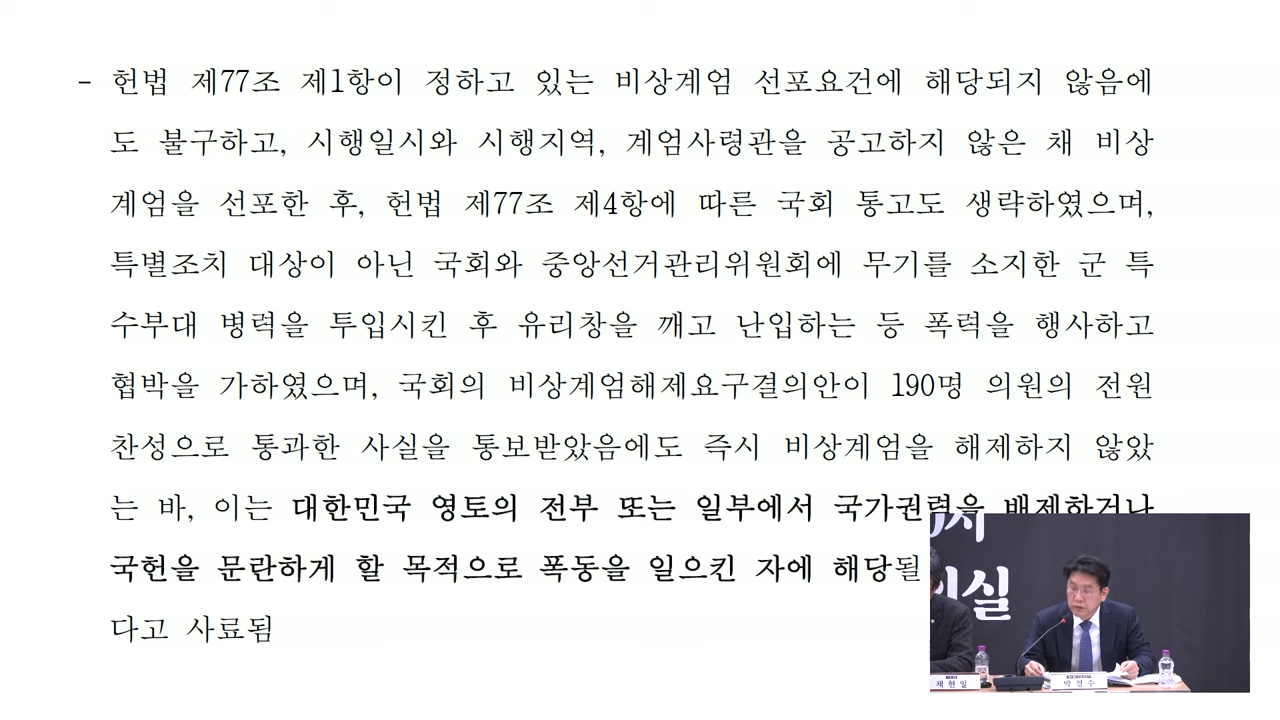 - 헌법 제77조 제1항이 정하고 있는 비상계엄 선포요건에 해당되지 않음에
도 불구하고, 시행일시와 시행지역, 계엄사령관을 공고하지 않은 채 비상
계엄을 선포한 후, 헌법 제77조 제4항에 따른 국회 통고도 생략하였으며,
특별조치 대상이 아닌 국회와 중앙선거관리위원회에 무기를 소지한 군 특
수부대 병력을 투입시킨 후 유리창을 깨고 난입하는 등 폭력을 행사하고
협박을 가하였으며, 국회의 비상계엄해제요구결의안이 190명 의원의 전원
찬성으로 통과한 사실을 통보받았음에도 즉시 비상계엄을 해제하지 않았
는 바, 이는 대한민국 영토의 전부 또는 일부에서 국가권력을 배제하거나
국헌을 문란하게 할 목적으로 폭동을 일으킨 자에 해당될
다고 사료됨
실
채현일
박경수